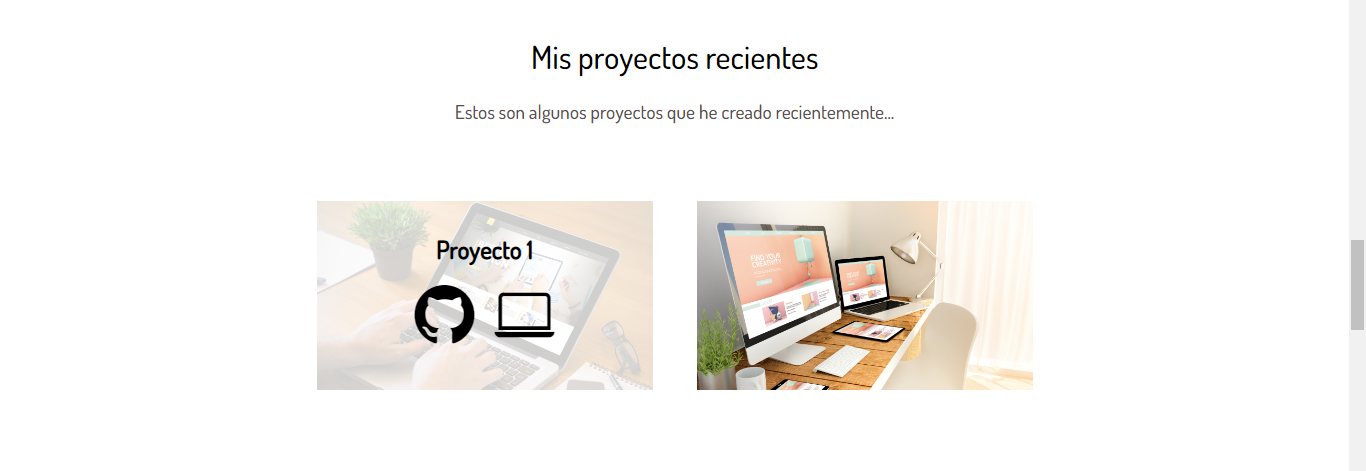 Mis proyectos recientes
Estos son algunos proyectos que he creado recientemente...
Proyecto 1
FIND YOUR
CREATIVITY